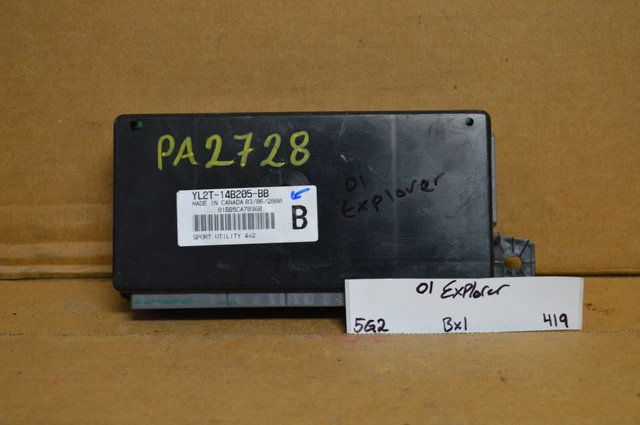 PA2728
YL2T-14B205-BB
MADE IN CANADA 03/06/2000
01885CA70360
SPORT UTILITY 4x2
B
01
Explorer
01 Explorer
5G2 Bx1 419